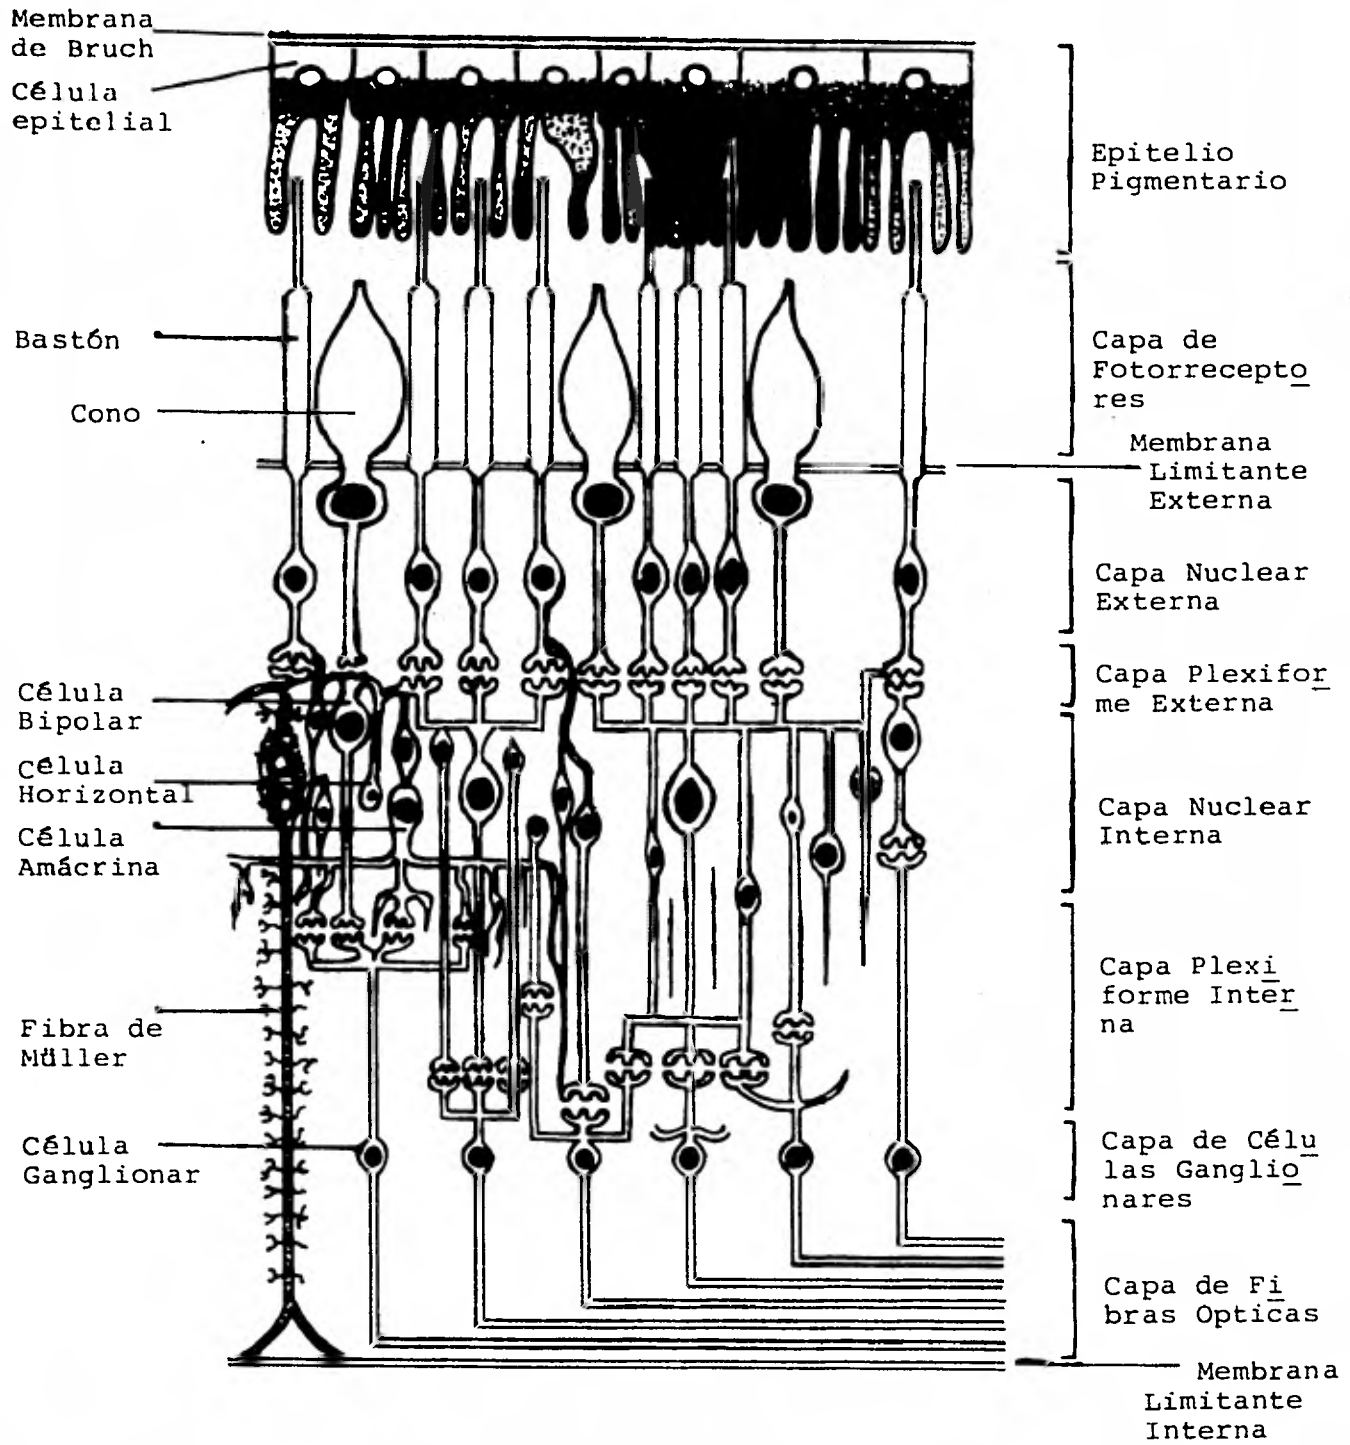 Membrana
de Bruch
Célula
epitelial
Bastón
Cono
Célula
Bipolar
Célula
Horizontal
Célula
Amácrina
Fibra de
Müller
Célula
Ganglionar
Epitelio
Pigmentario
Capa de
Fotorrecepto
res
Membrana
Limitante
Externa
Capa Nuclear
Externa
Capa Plexifor
me Externa
Capa Nuclear
Interna
Capa Plexi
forme Inter
na
Capa de Célu
las Ganglio
nares
Capa de Fi
bras Opticas
Membrana
Limitante
Interna